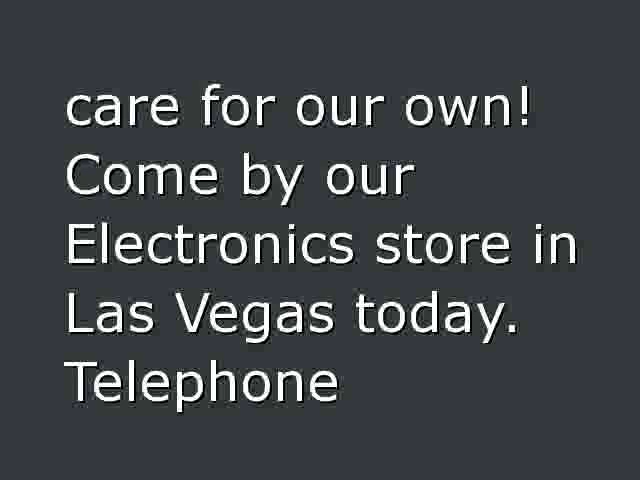 care for our own!
Come by our
Electronics store in
Las Vegas today.
Telephone